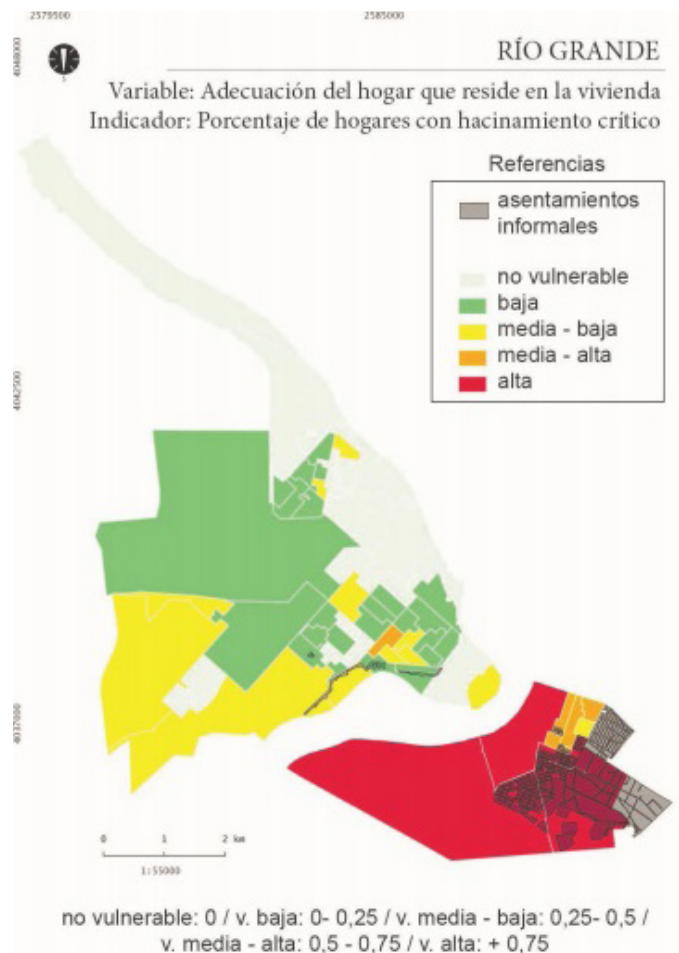 2579500
2585000
4048000
S
RÍO GRANDE
Variable: Adecuación del hogar que reside en la vivienda
Indicador: Porcentaje de hogares con hacinamiento crítico
Referencias
asentamientos
informales
no vulnerable
baja
media - baja
media - alta
alta
4042500
4037000
0 1 2 km
1:55000
no vulnerable: 0 / v. baja: 0- 0,25 / v. media - baja: 0,25- 0,5 /
v. media - alta: 0,5 - 0,75 / v. alta: + 0,75